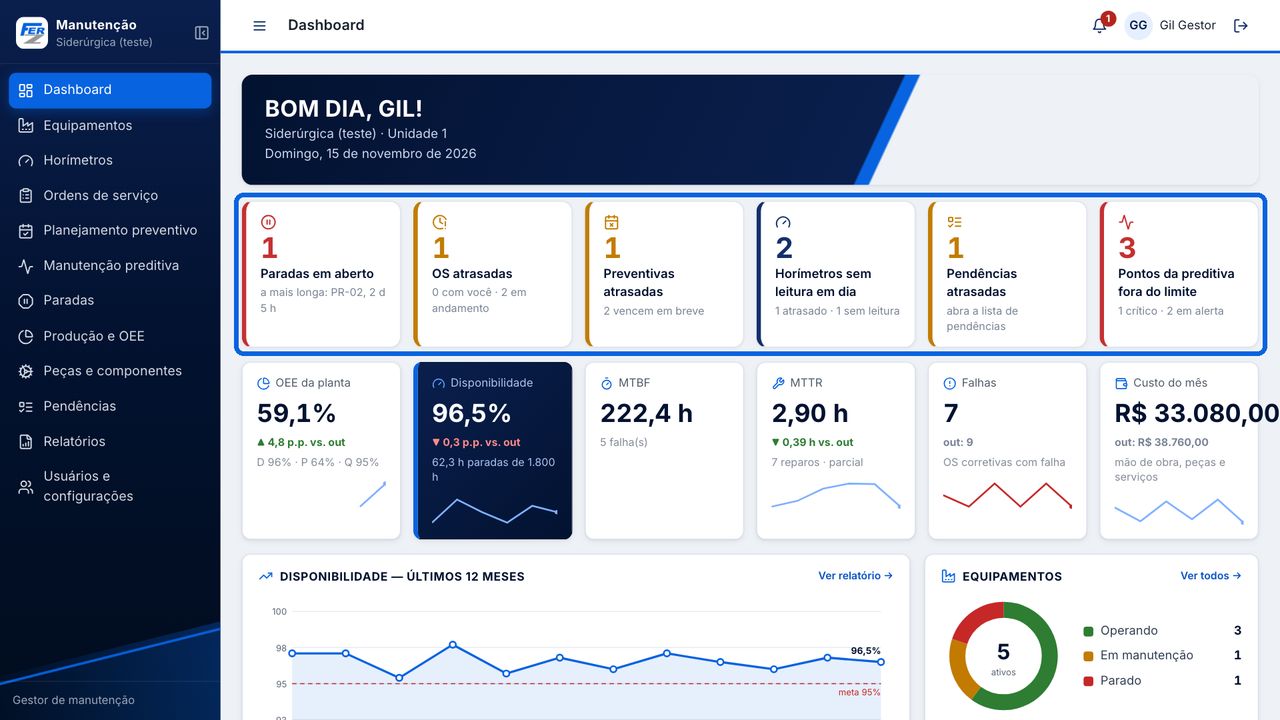 FER
2
Manutenção
Siderúrgica (teste)
Dashboard
Equipamentos
Horímetros
Ordens de serviço
Planejamento preventivo
Manutenção preditiva
Paradas
Produção e OEE
Peças e componentes
Pendências
Relatórios
Usuários e
configurações
Gestor de manutenção
Dashboard
1
GG
Gil Gestor
BOM DIA, GIL!
Siderúrgica (teste) · Unidade 1
Domingo, 15 de novembro de 2026
1
Paradas em aberto
a mais longa: PR-02, 2 d
5 h
1
OS atrasadas
0 com você · 2 em
andamento
1
Preventivas
atrasadas
2 vencem em breve
2
Horímetros sem
leitura em dia
1 atrasado · 1 sem leitura
1
Pendências
atrasadas
abra a lista de
pendências
3
Pontos da preditiva
fora do limite
1 crítico · 2 em alerta
OEE da planta
59,1%
▲ 4,8 p.p. vs. out
D 96% · P 64% · Q 95%
Disponibilidade
96,5%
▼ 0,3 p.p. vs. out
62,3 h paradas de 1.800
h
MTBF
222,4 h
5 falha(s)
MTTR
2,90 h
▼ 0,39 h vs. out
7 reparos · parcial
Falhas
7
out: 9
OS corretivas com falha
Custo do mês
R$ 33.080,00
out: R$ 38.760,00
mão de obra, peças e
serviços
DISPONIBILIDADE — ÚLTIMOS 12 MESES
Ver relatório →
100
98
95
93
96,5%
meta 95%
EQUIPAMENTOS
Ver todos →
5
ativos
Operando 3
Em manutenção 1
Parado 1